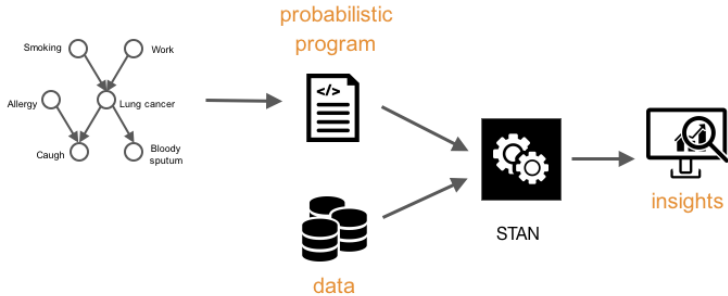 probabilistic
program
Smoking
Work
</>
Allergy
Lung cancer
Caugh
Bloody
sputum
STAN
insights
data